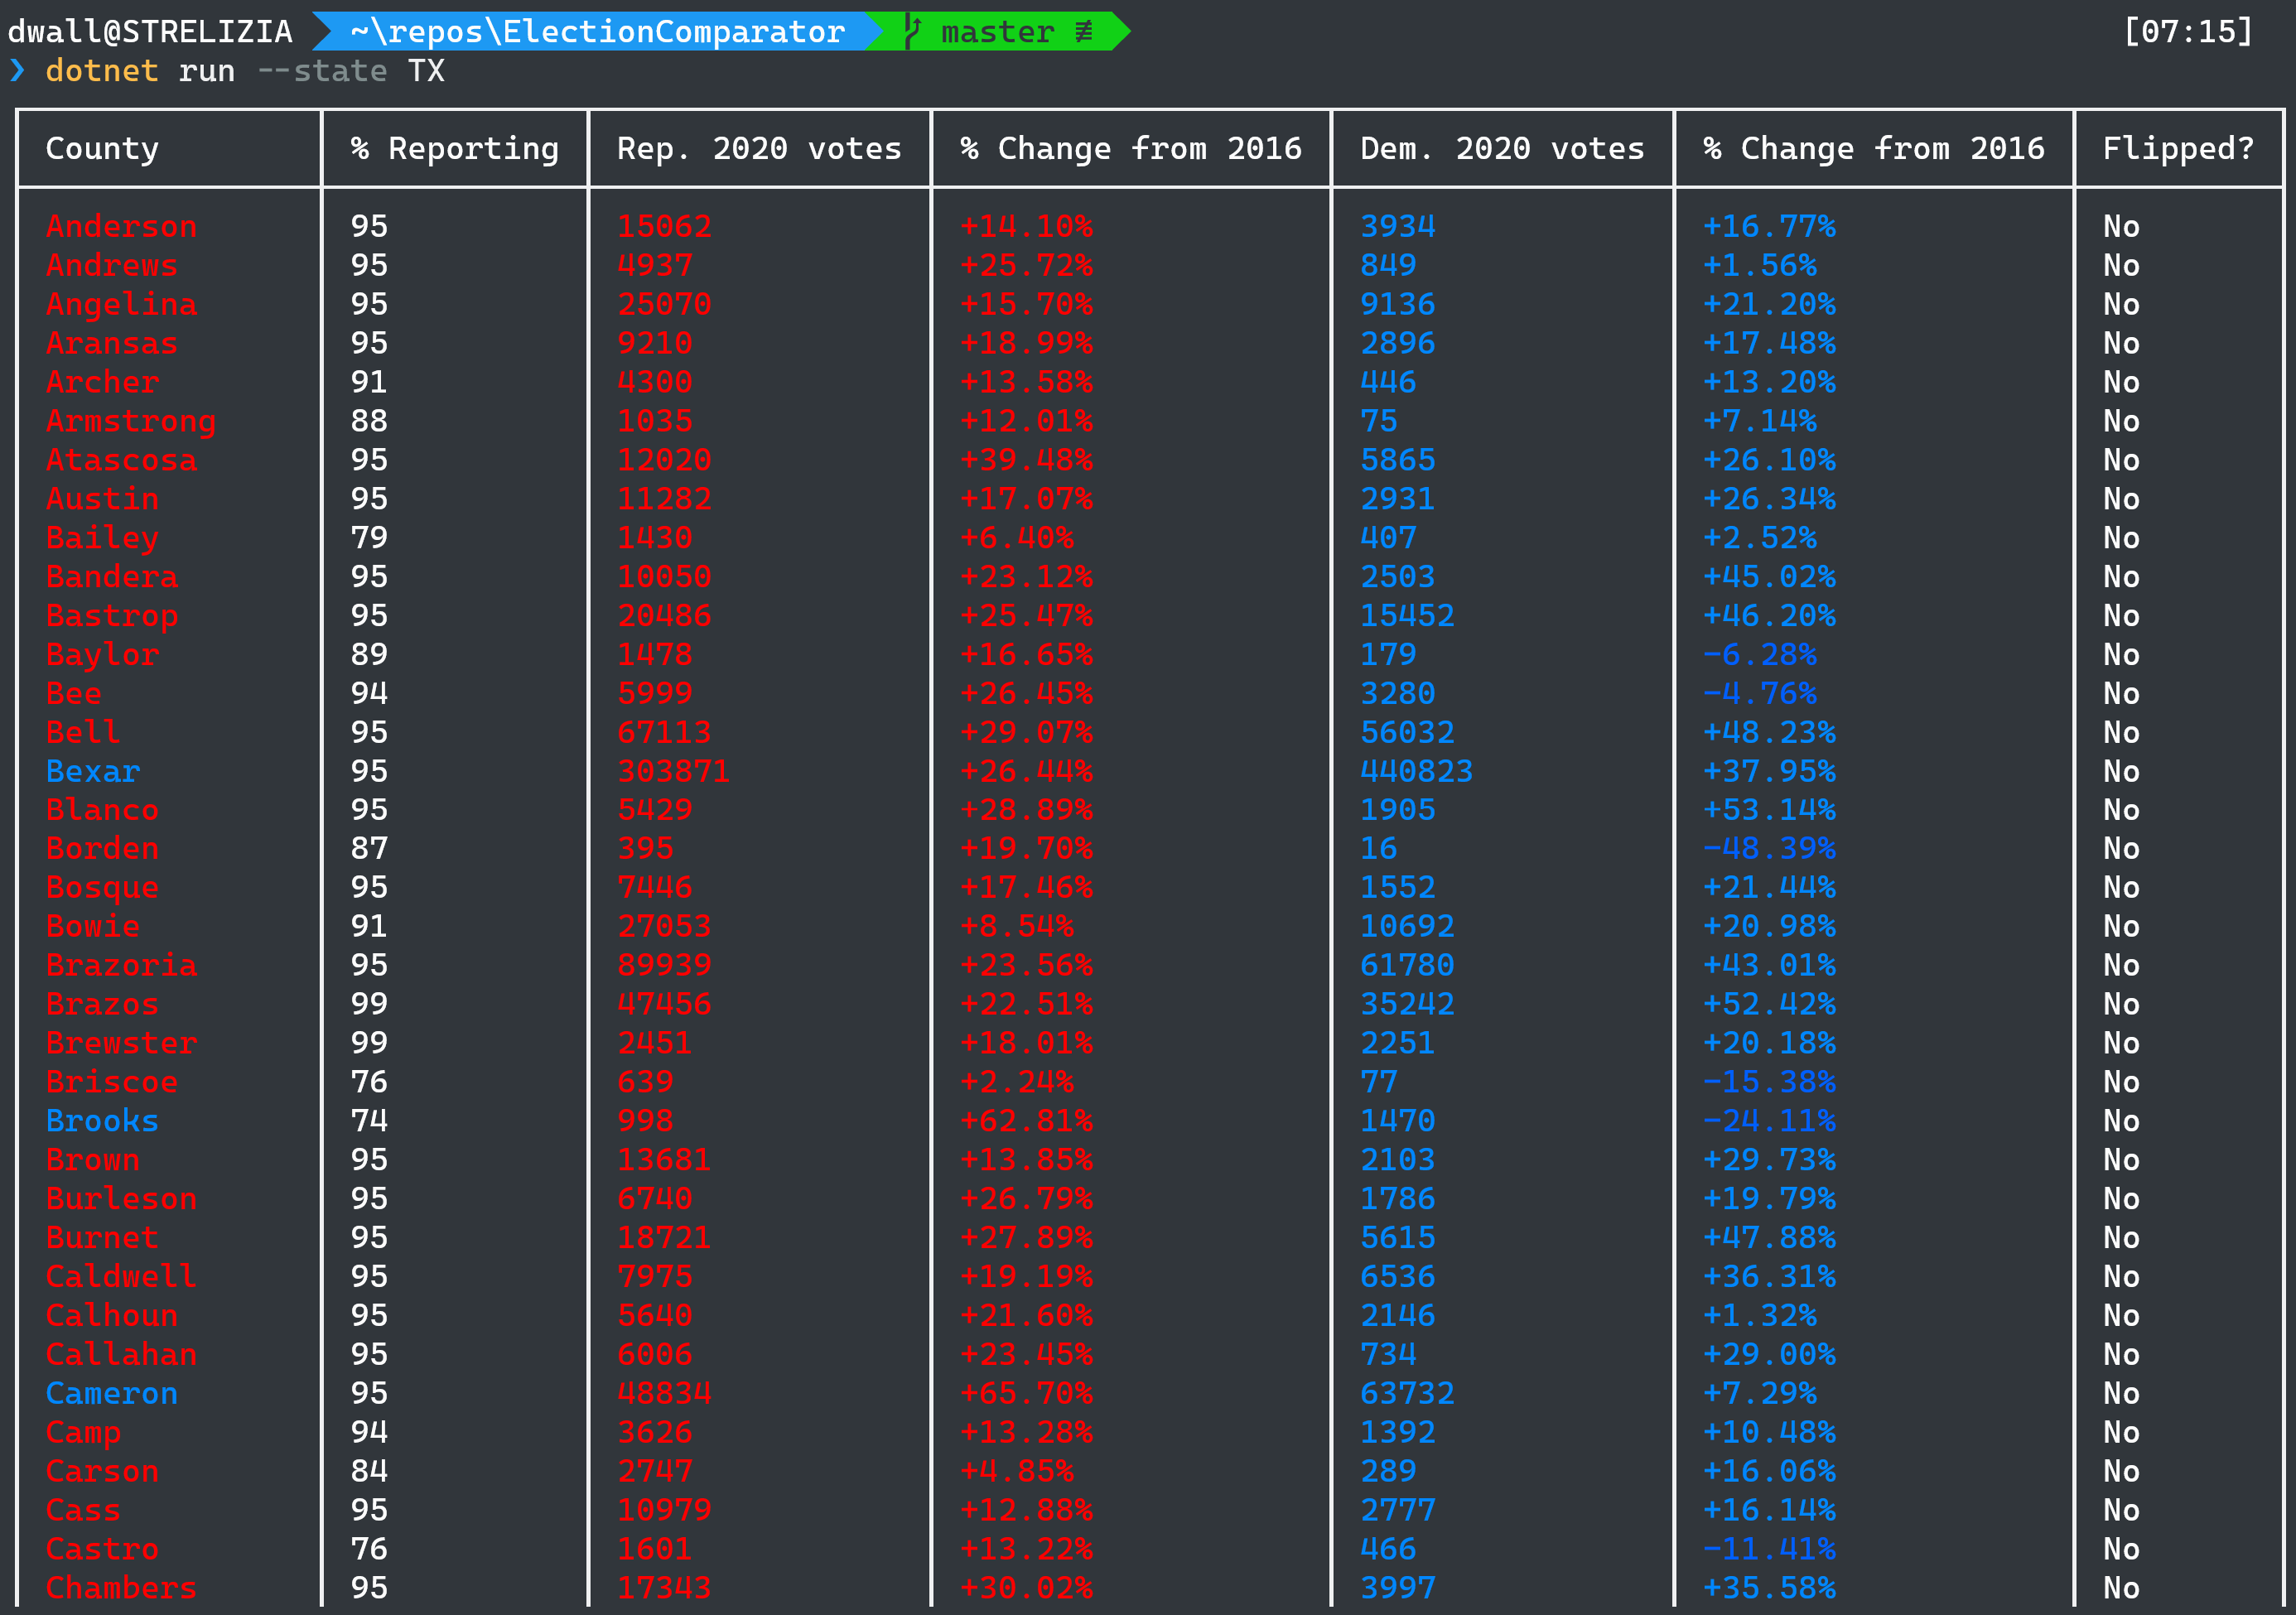 dwall@STRELIZIA ~\repos\ElectionComparator master ≢ [07:15]
❯ dotnet run --state TX
County % Reporting Rep. 2020 votes % Change from 2016 Dem. 2020 votes % Change from 2016 Flipped?
Anderson 95 15062 +14.10% 3934 +16.77% No
Andrews 95 4937 +25.72% 849 +1.56% No
Angelina 95 25070 +15.70% 9136 +21.20% No
Aransas 95 9210 +18.99% 2896 +17.48% No
Archer 91 4300 +13.58% 446 +13.20% No
Armstrong 88 1035 +12.01% 75 +7.14% No
Atascosa 95 12020 +39.48% 5865 +26.10% No
Austin 95 11282 +17.07% 2931 +26.34% No
Bailey 79 1430 +6.40% 407 +2.52% No
Bandera 95 10050 +23.12% 2503 +45.02% No
Bastrop 95 20486 +25.47% 15452 +46.20% No
Baylor 89 1478 +16.65% 179 -6.28% No
Bee 94 5999 +26.45% 3280 -4.76% No
Bell 95 67113 +29.07% 56032 +48.23% No
Bexar 95 303871 +26.44% 440823 +37.95% No
Blanco 95 5429 +28.89% 1905 +53.14% No
Borden 87 395 +19.70% 16 -48.39% No
Bosque 95 7446 +17.46% 1552 +21.44% No
Bowie 91 27053 +8.54% 10692 +20.98% No
Brazoria 95 89939 +23.56% 61780 +43.01% No
Brazos 99 47456 +22.51% 35242 +52.42% No
Brewster 99 2451 +18.01% 2251 +20.18% No
Briscoe 76 639 +2.24% 77 -15.38% No
Brooks 74 998 +62.81% 1470 -24.11% No
Brown 95 13681 +13.85% 2103 +29.73% No
Burleson 95 6740 +26.79% 1786 +19.79% No
Burnet 95 18721 +27.89% 5615 +47.88% No
Caldwell 95 7975 +19.19% 6536 +36.31% No
Calhoun 95 5640 +21.60% 2146 +1.32% No
Callahan 95 6006 +23.45% 734 +29.00% No
Cameron 95 48834 +65.70% 63732 +7.29% No
Camp 94 3626 +13.28% 1392 +10.48% No
Carson 84 2747 +4.85% 289 +16.06% No
Cass 95 10979 +12.88% 2777 +16.14% No
Castro 76 1601 +13.22% 466 -11.41% No
Chambers 95 17343 +30.02% 3997 +35.58% No